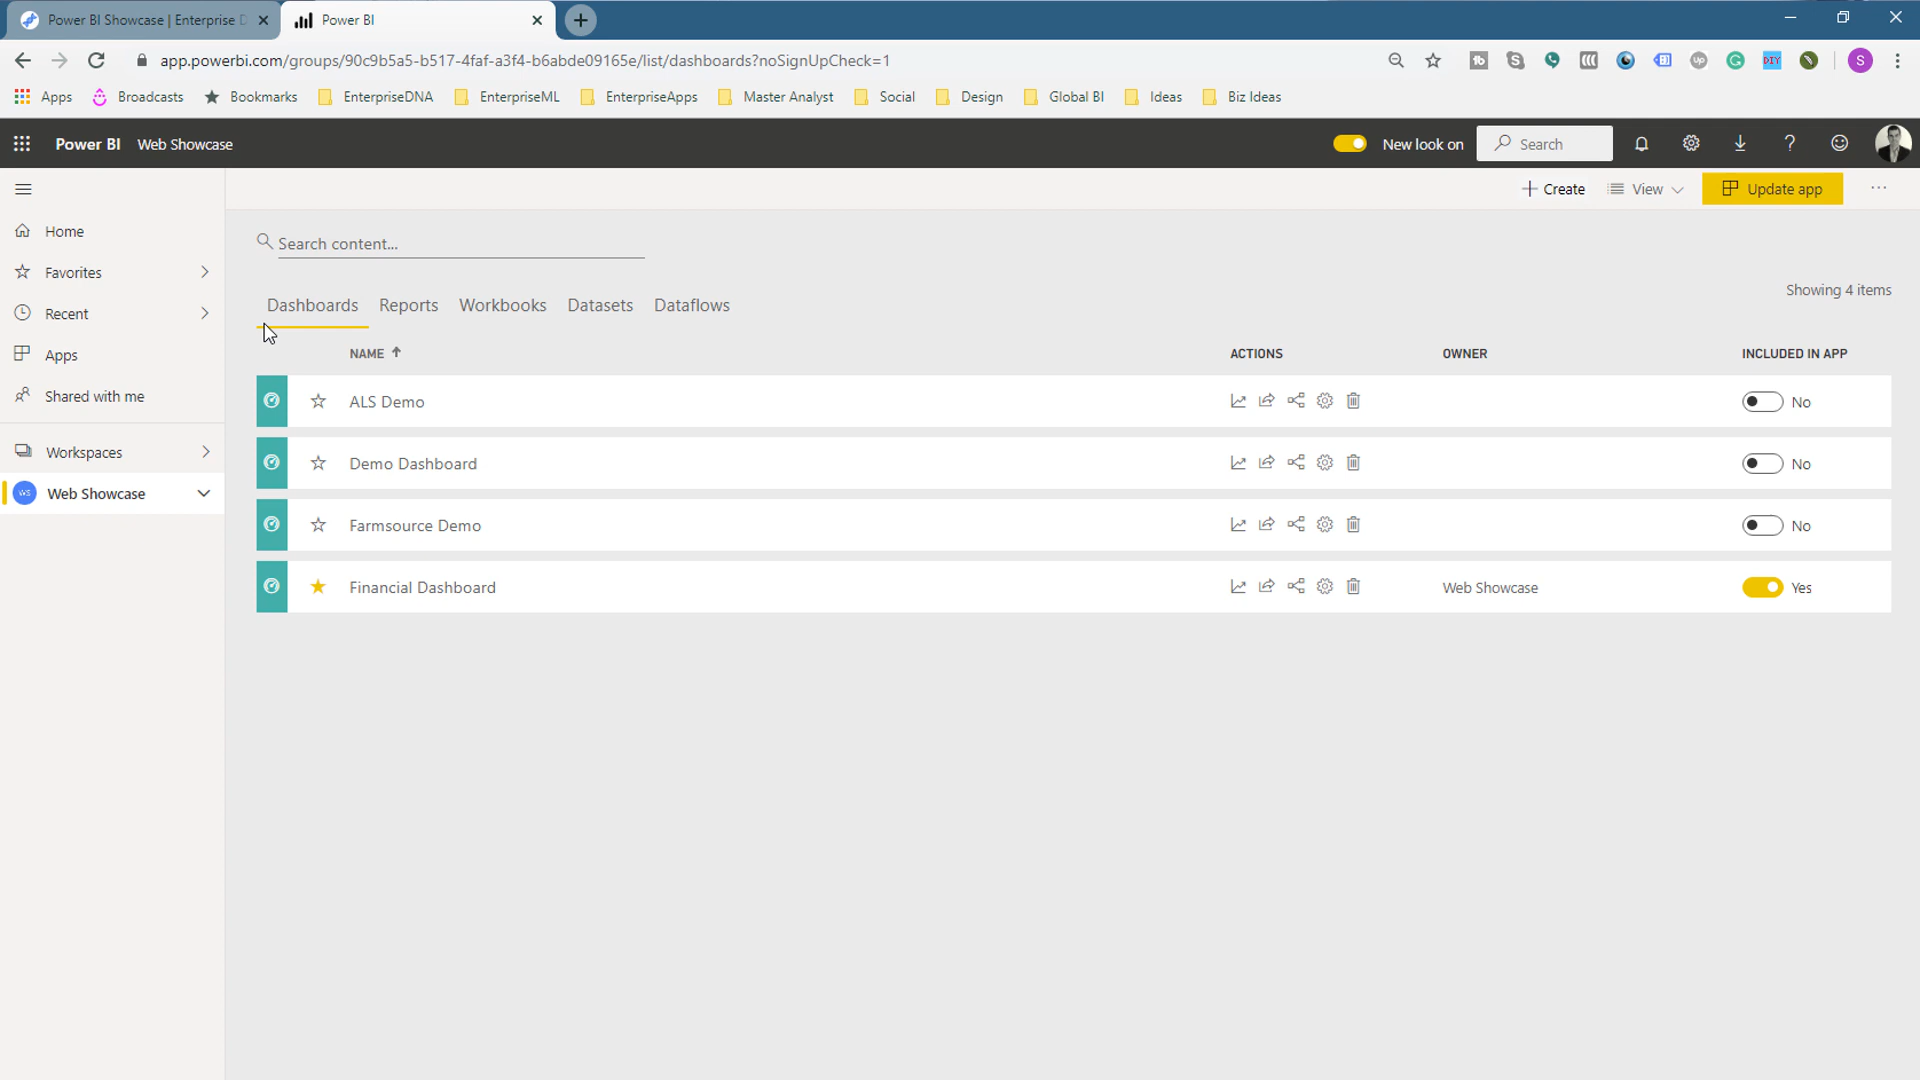 Power BI Showcase | Enterprise D
Power BI
app.powerbi.com/groups/90c9b5a5-b517-4faf-a3f4-b6abde09165e/list/dashboards?noSignUpCheck=1
Apps Broadcasts Bookmarks EnterpriseDNA EnterpriseML EnterpriseApps Master Analyst Social Design Global BI Ideas Biz Ideas
Power BI Web Showcase New look on Search
Create View Update app
Home
Favorites
Recent
Apps
Shared with me
Workspaces
WS Web Showcase
Search content...
Showing 4 items
Dashboards Reports Workbooks Datasets Dataflows
NAME ACTIONS OWNER INCLUDED IN APP
ALS Demo No
Demo Dashboard No
Farmsource Demo No
Financial Dashboard Web Showcase Yes